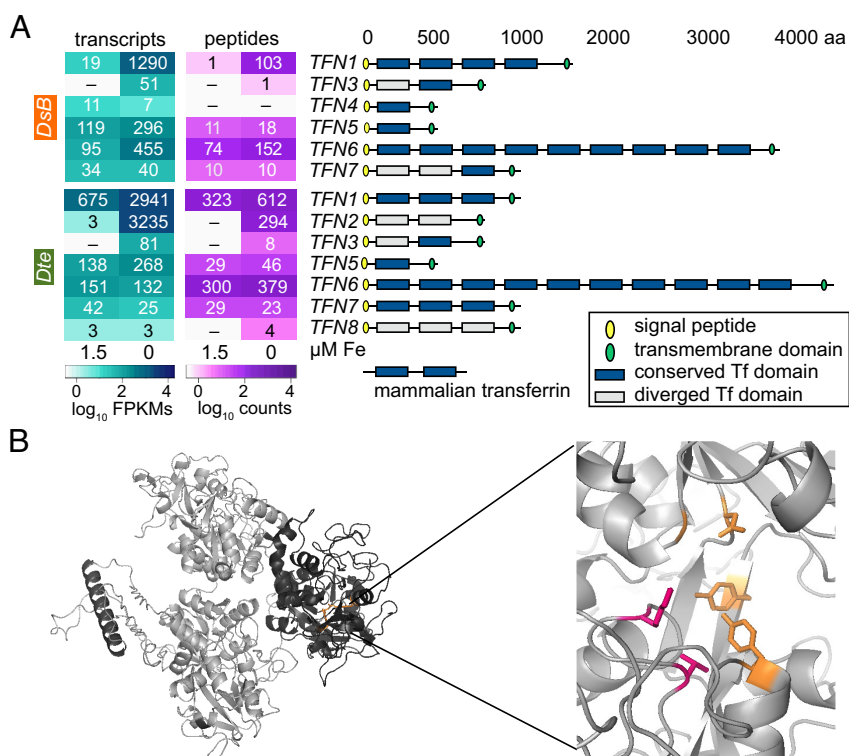 A
transcripts peptides 0 500 1000 2000 3000 4000 aa
DsB
19 1290 1 103 TFN1
– 51 – 1 TFN3
11 7 – – TFN4
119 296 11 18 TFN5
95 455 74 152 TFN6
34 40 10 10 TFN7
Dte
675 2941 323 612 TFN1
3 3235 – 294 TFN2
– 81 – 8 TFN3
138 268 29 46 TFN5
151 132 300 379 TFN6
42 25 29 23 TFN7
3 3 – 4 TFN8
1.5 0 1.5 0 µM Fe
0 2 4 0 2 4
log10 FPKMs log10 counts
mammalian transferrin
signal peptide
transmembrane domain
conserved Tf domain
diverged Tf domain
B